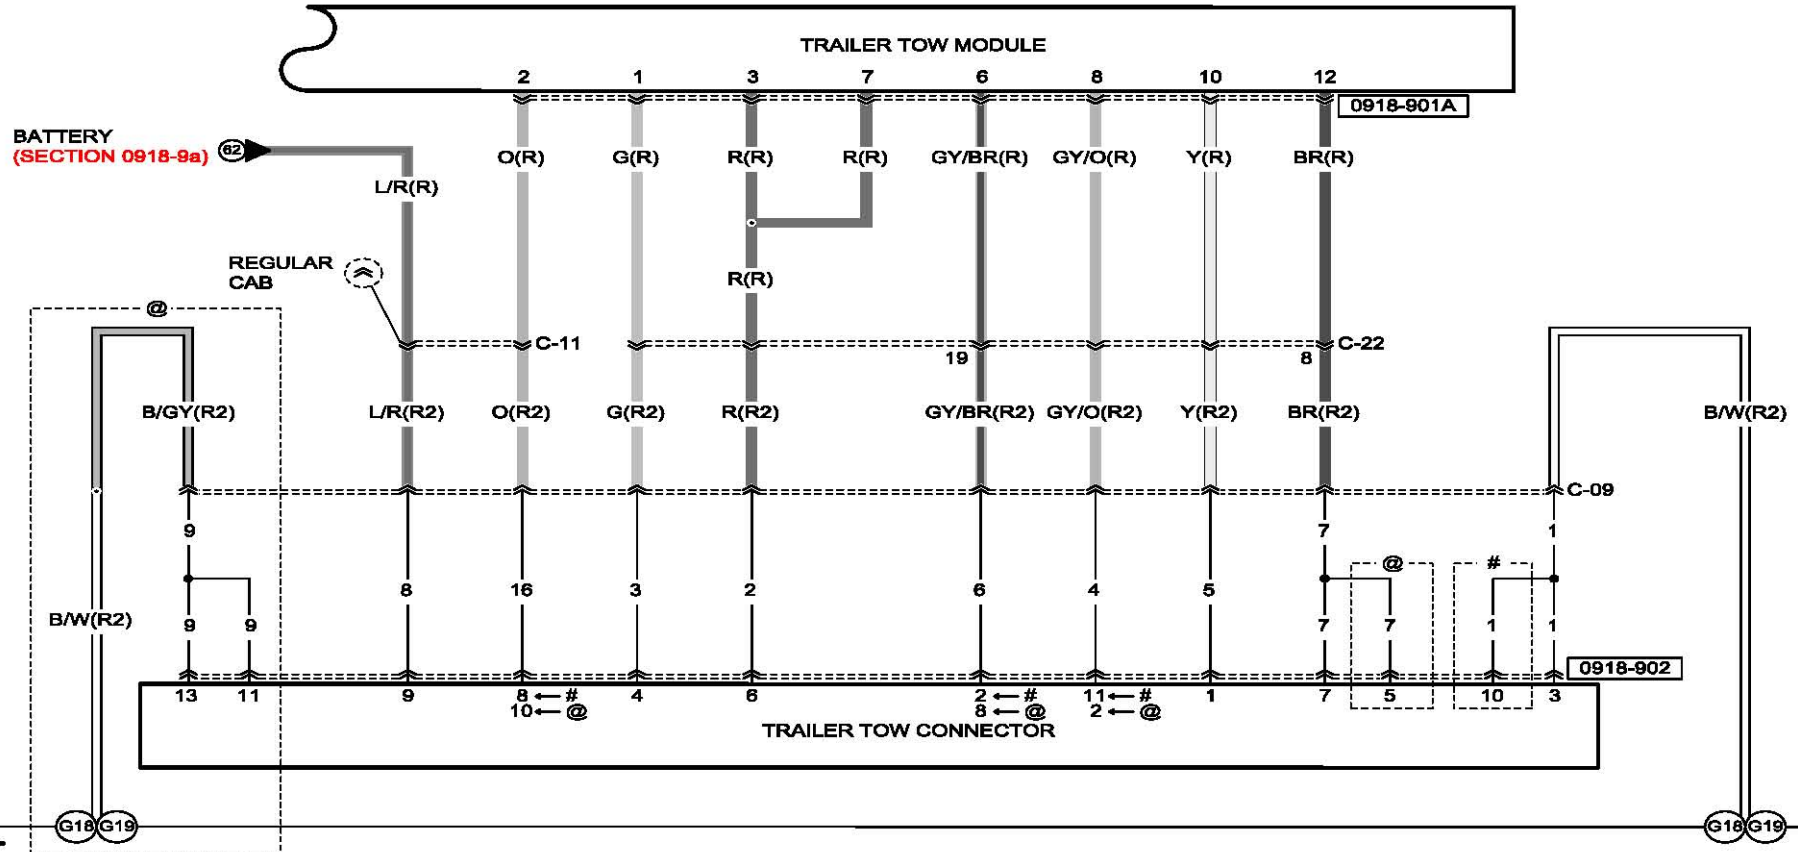 TRAILER TOW MODULE
2 1 3 7 6 8 10 12
0918-901A
BATTERY
(SECTION 0918-9a) 62
O(R) G(R) R(R) R(R) GY/BR(R) GY/O(R) Y(R) BR(R)
L/R(R)
REGULAR
CAB
R(R)
@
C-11
C-22
19 8
B/GY(R2) L/R(R2) O(R2) G(R2) R(R2) GY/BR(R2) GY/O(R2) Y(R2) BR(R2) B/W(R2)
C-09
9 7 1
@ #
8 16 3 2 6 4 5
B/W(R2) 9 9 7 7 1 1
0918-902
13 11 9 8 ← # 4 6 2 ← # 11 ← # 1 7 5 10 3
10 ← @ 8 ← @ 2 ← @
TRAILER TOW CONNECTOR
G18 G19 G18 G19